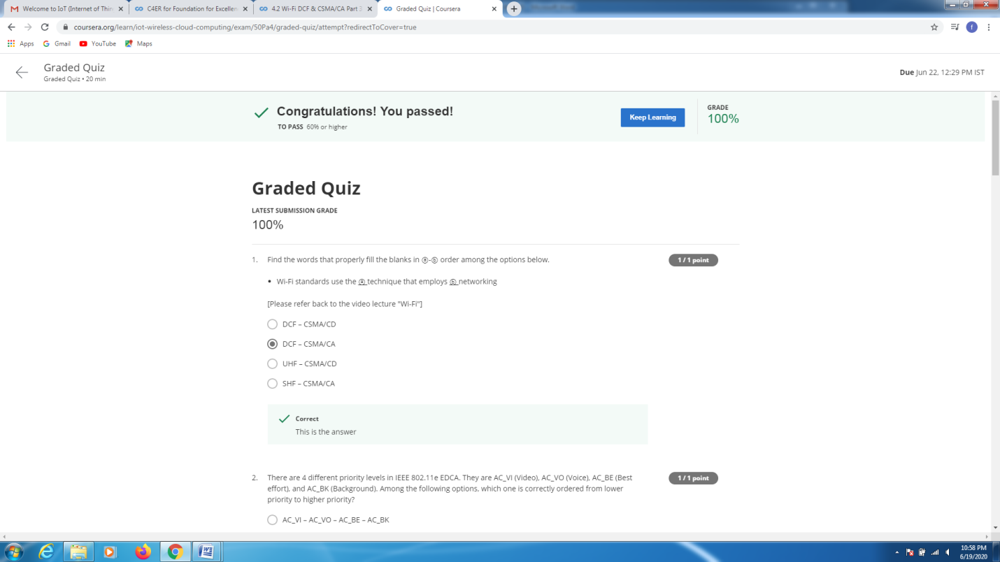 Welcome to IoT (Internet of Thin
C4ER for Foundation for Excellen
4.2 Wi-Fi DCF & CSMA/CA Part 3
Graded Quiz | Coursera
coursera.org/learn/iot-wireless-cloud-computing/exam/50Pa4/graded-quiz/attempt?redirectToCover=true
f
Apps Gmail YouTube Maps
Graded Quiz
Graded Quiz • 20 min
Due Jun 22, 12:29 PM IST
Congratulations! You passed!
TO PASS 60% or higher
Keep Learning
GRADE
100%
Graded Quiz
LATEST SUBMISSION GRADE
100%
1. Find the words that properly fill the blanks in ⓐ-ⓑ order among the options below.
1 / 1 point
• Wi-Fi standards use the ⓐ technique that employs ⓑ networking
[Please refer back to the video lecture "Wi-Fi"]
DCF – CSMA/CD
DCF – CSMA/CA
UHF – CSMA/CD
SHF – CSMA/CA
Correct
This is the answer
2. There are 4 different priority levels in IEEE 802.11e EDCA. They are AC_VI (Video), AC_VO (Voice), AC_BE (Best
effort), and AC_BK (Background). Among the following options, which one is correctly ordered from lower
priority to higher priority?
1 / 1 point
AC_VI – AC_VO – AC_BE – AC_BK
10:58 PM
6/19/2020